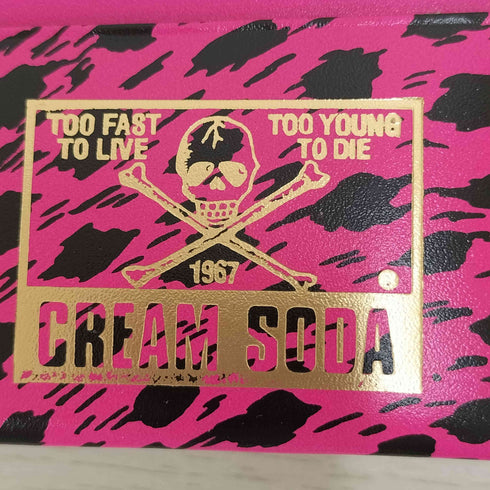 TOO FAST
TO LIVE
TOO YOUNG
TO DIE
1967
CREAM SODA